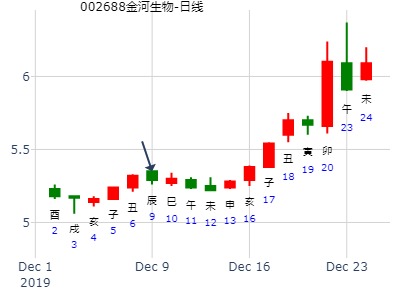 002688金河生物-日线
6
5.5
5
酉
2
戌
3
亥
4
子
5
丑
6
辰
9
巳
10
午
11
未
12
申
13
亥
16
子
17
丑
18
寅
19
卯
20
午
23
未
24
Dec 1
2019
Dec 9
Dec 16
Dec 23